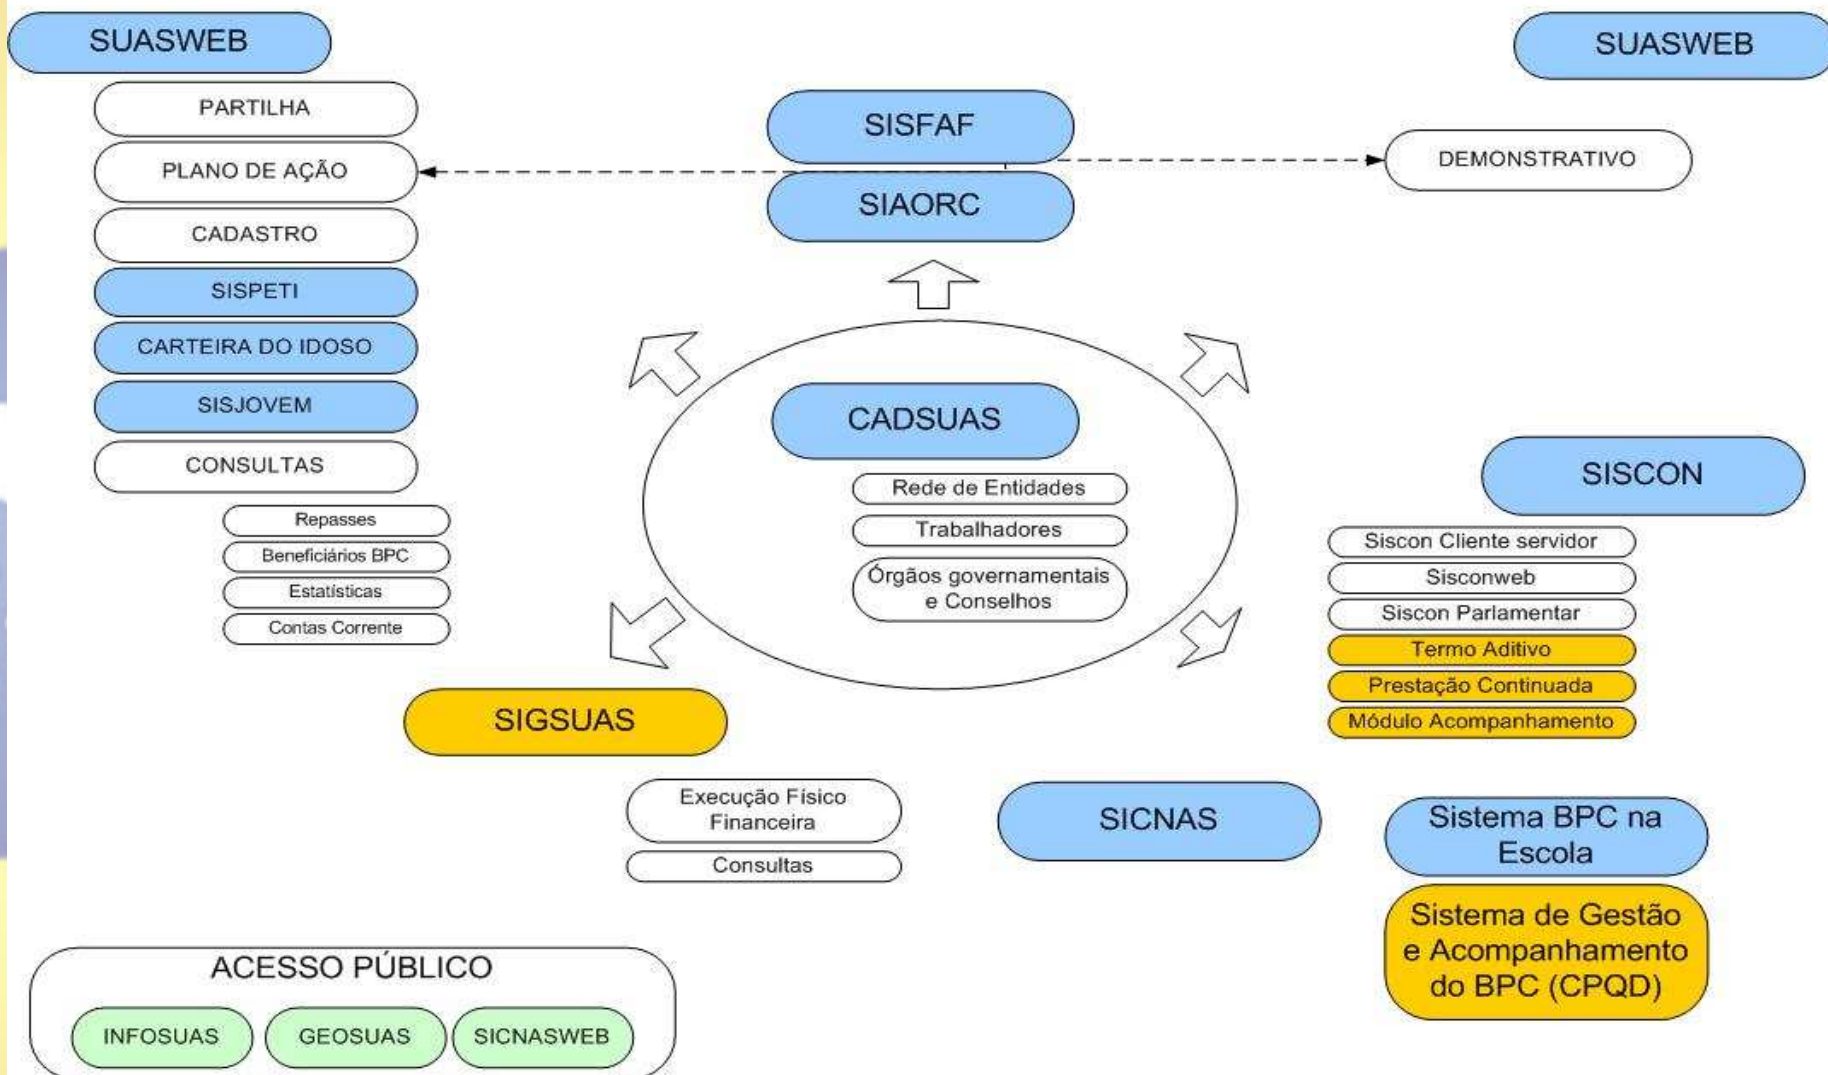 SUASWEB
PARTILHA
PLANO DE AÇÃO
CADASTRO
SISPETI
CARTEIRA DO IDOSO
SISJOVEM
CONSULTAS
Repasses
Beneficiários BPC
Estatísticas
Contas Corrente
SISFAF
SIAORC
SUASWEB
DEMONSTRATIVO
CADSUAS
Rede de Entidades
Trabalhadores
Órgãos governamentais
e Conselhos
SISCON
Siscon Cliente servidor
Sisconweb
Siscon Parlamentar
Termo Aditivo
Prestação Continuada
Módulo Acompanhamento
SIGSUAS
Execução Físico
Financeira
Consultas
SICNAS
Sistema BPC na
Escola
Sistema de Gestão
e Acompanhamento
do BPC (CPQD)
ACESSO PÚBLICO
INFOSUAS
GEOSUAS
SICNASWEB